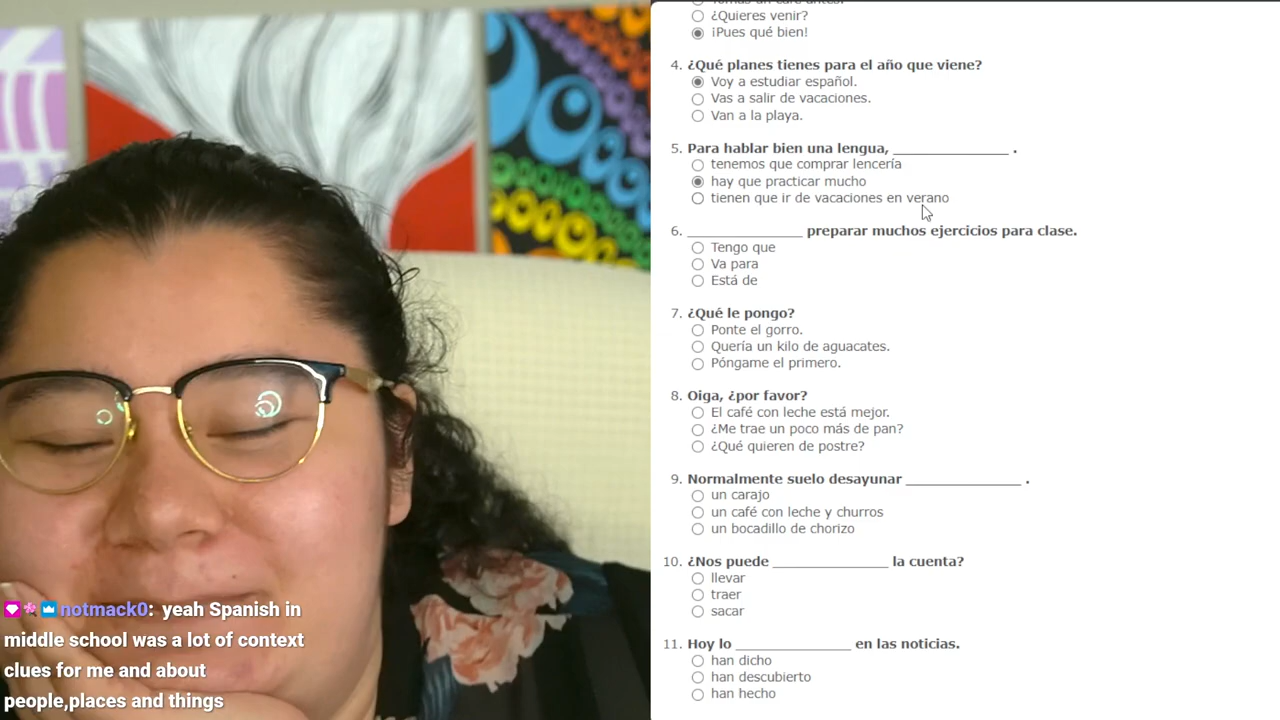 ¿Quieres venir?
¡Pues qué bien!
4. ¿Qué planes tienes para el año que viene?
Voy a estudiar español.
Vas a salir de vacaciones.
Van a la playa.
5. Para hablar bien una lengua, _______________ .
tenemos que comprar lencería
hay que practicar mucho
tienen que ir de vacaciones en verano
6. _______________ preparar muchos ejercicios para clase.
Tengo que
Va para
Está de
7. ¿Qué le pongo?
Ponte el gorro.
Quería un kilo de aguacates.
Póngame el primero.
8. Oiga, ¿por favor?
El café con leche está mejor.
¿Me trae un poco más de pan?
¿Qué quieren de postre?
9. Normalmente suelo desayunar _______________ .
un carajo
un café con leche y churros
un bocadillo de chorizo
10. ¿Nos puede _______________ la cuenta?
llevar
traer
sacar
11. Hoy lo _______________ en las noticias.
han dicho
han descubierto
han hecho
notmack0: yeah Spanish in
middle school was a lot of context
clues for me and about
people,places and things